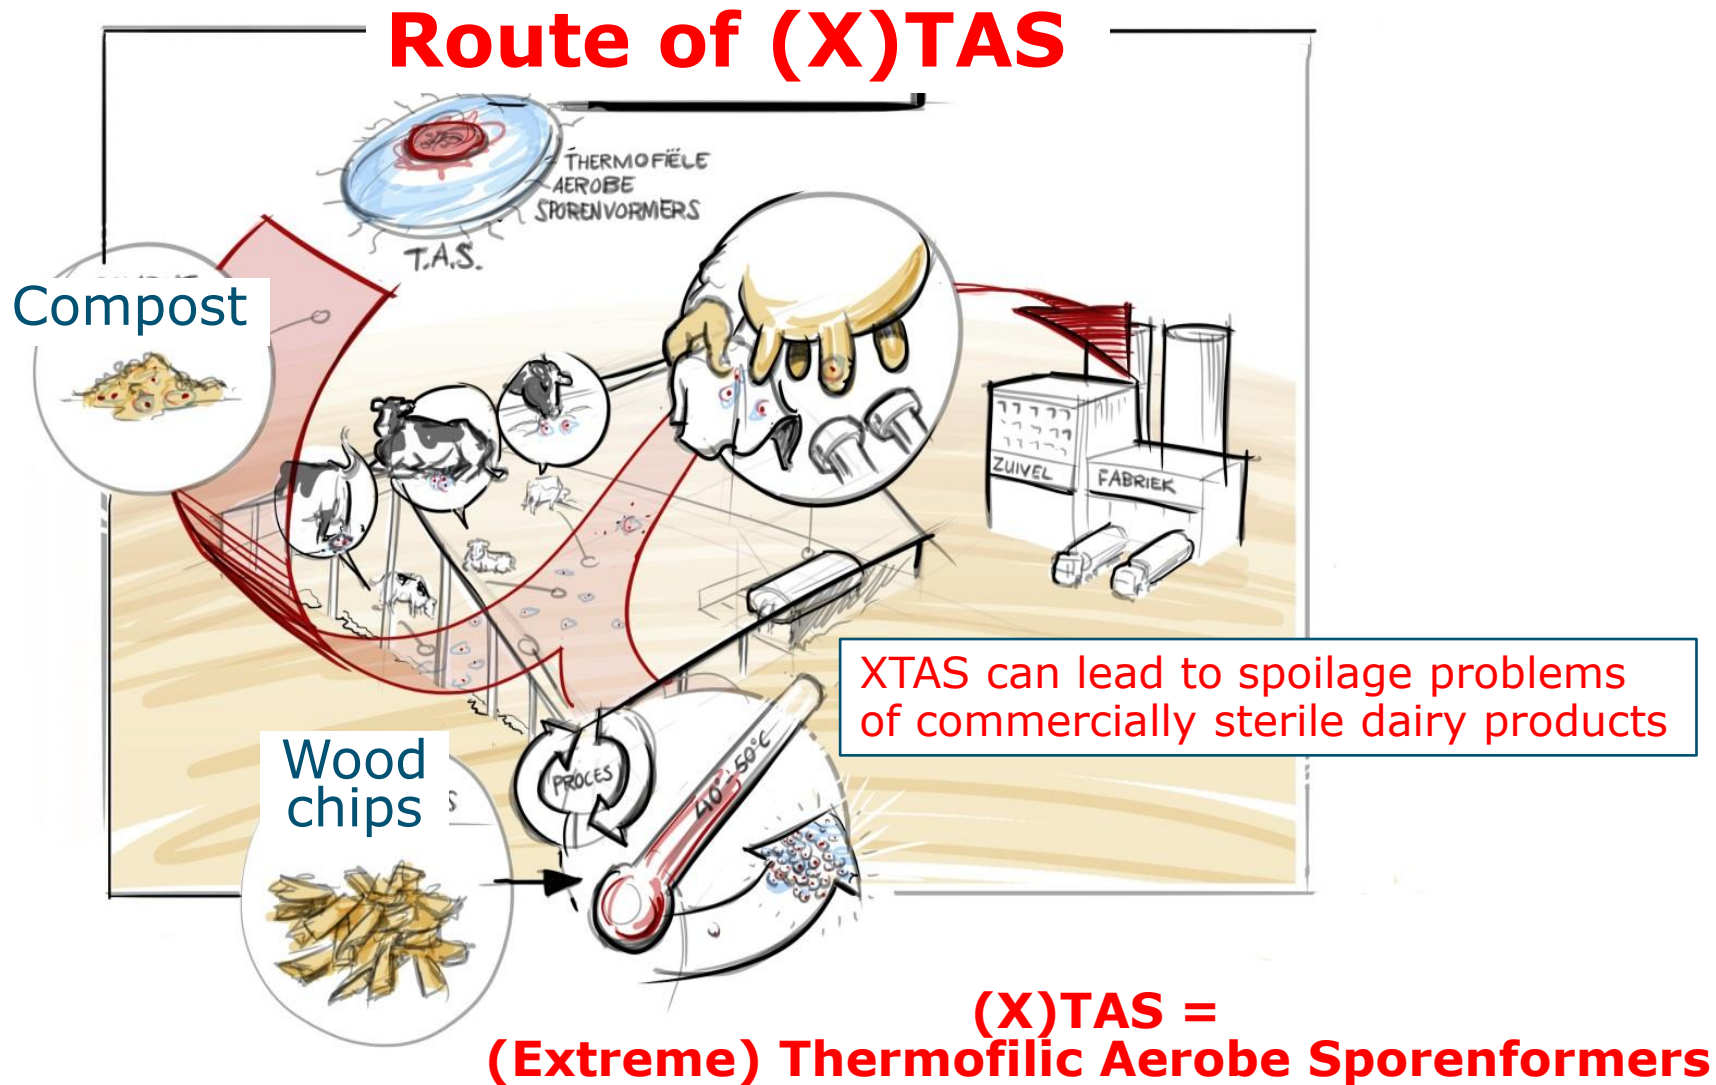 Route of (X)TAS
THERMOFIËLE
AEROBE
SPORENVORMERS
T.A.S.
Compost
ZUIVEL
FABRIEK
XTAS can lead to spoilage problems
of commercially sterile dairy products
Wood
chips
PROCES
40°-50°C
(X)TAS =
(Extreme) Thermofilic Aerobe Sporenformers